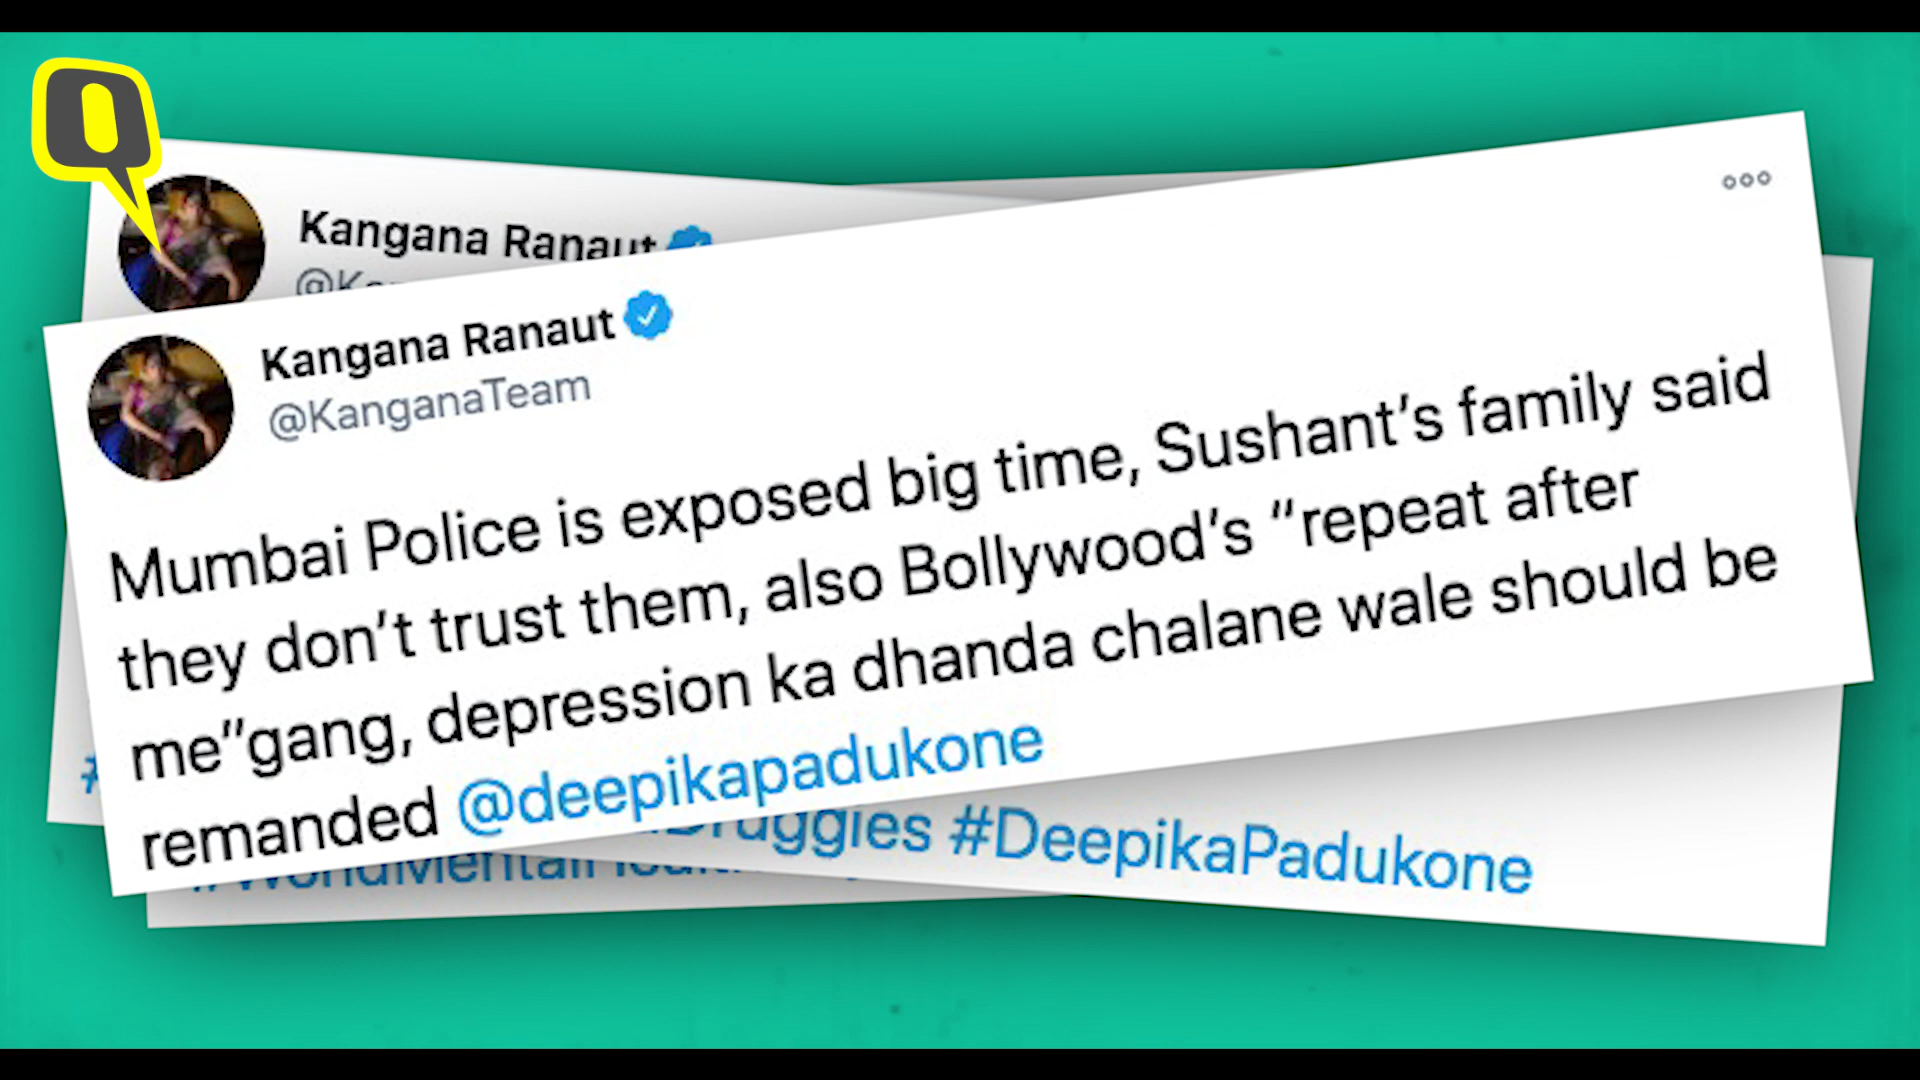 Q
Kangana Ranaut
Kangana Ranaut
@KanganaTeam
Mumbai Police is exposed big time, Sushant’s family said
they don’t trust them, also Bollywood’s “repeat after
me”gang, depression ka dhanda chalane wale should be
remanded @deepikapadukone
#DeepikaPadukone